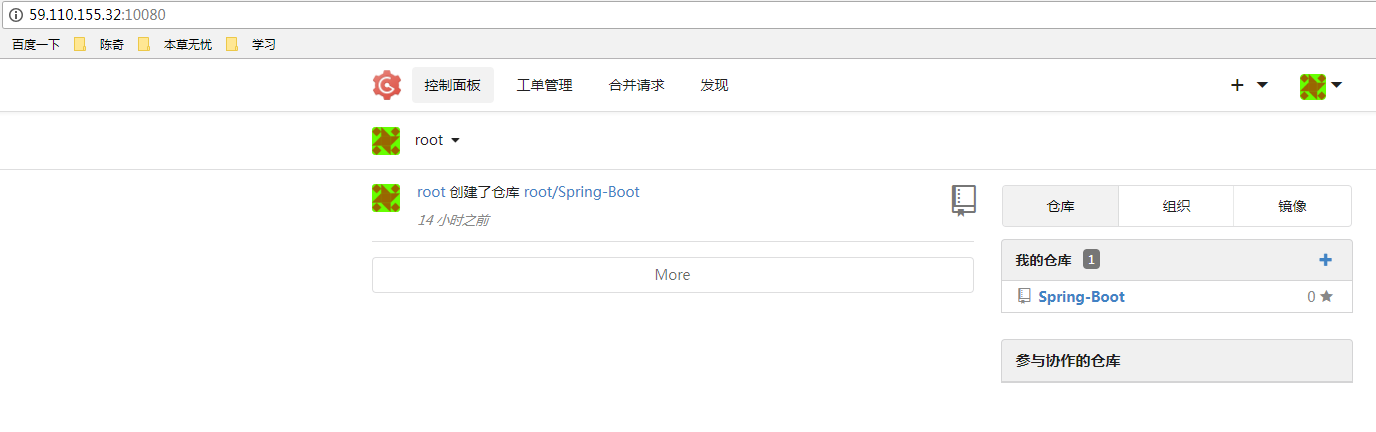 59.110.155.32:10080
百度一下 陈奇 本草无忧 学习
控制面板 工单管理 合并请求 发现
root
root 创建了仓库 root/Spring-Boot
14 小时之前
More
仓库 组织 镜像
我的仓库 1
Spring-Boot 0
参与协作的仓库